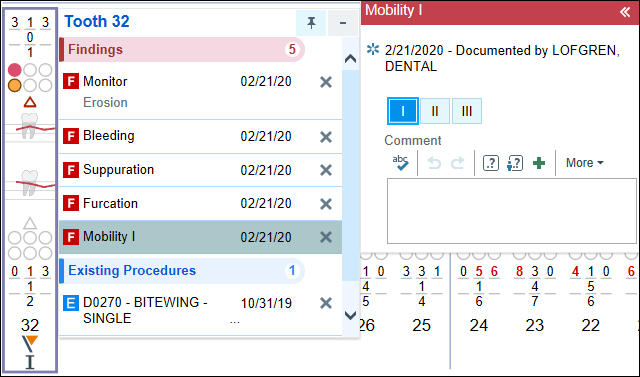 3 1 3
0
1
0 1 3
1
2
32
I
Tooth 32
Findings 5
F Monitor 02/21/20
Erosion
F Bleeding 02/21/20
F Suppuration 02/21/20
F Furcation 02/21/20
F Mobility I 02/21/20
Existing Procedures 1
E D0270 - BITEWING - 10/31/19
SINGLE ...
Mobility I
2/21/2020 - Documented by LOFGREN,
DENTAL
I II III
Comment
abc .? .? More
1 0 3 3 1 0 5 6 8 3 0 4 1 0 6
4 4 1 4 4
5 4 6 7 5
26 25 24 23 22